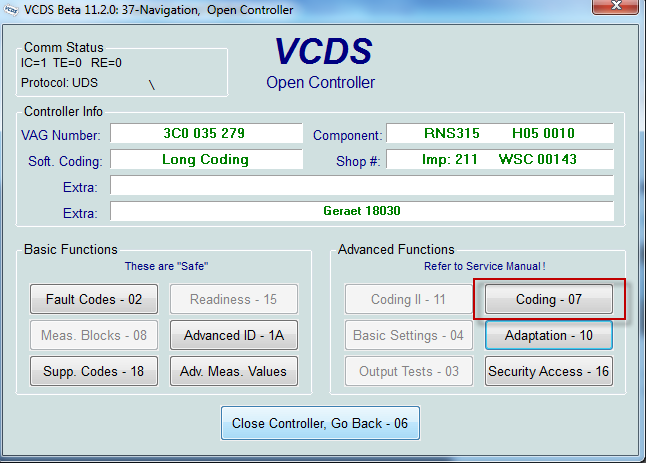 VCDS Beta 11.2.0: 37-Navigation, Open Controller
Comm Status
IC=1 TE=0 RE=0
Protocol: UDS \
VCDS
Open Controller
Controller Info
VAG Number: 3C0 035 279 Component: RNS315 H05 0010
Soft. Coding: Long Coding Shop #: Imp: 211 WSC 00143
Extra:
Extra: Geraet 18030
Basic Functions
These are "Safe"
Fault Codes - 02 Readiness - 15
Meas. Blocks - 08 Advanced ID - 1A
Supp. Codes - 18 Adv. Meas. Values
Advanced Functions
Refer to Service Manual !
Coding II - 11 Coding - 07
Basic Settings - 04 Adaptation - 10
Output Tests - 03 Security Access - 16
Close Controller, Go Back - 06